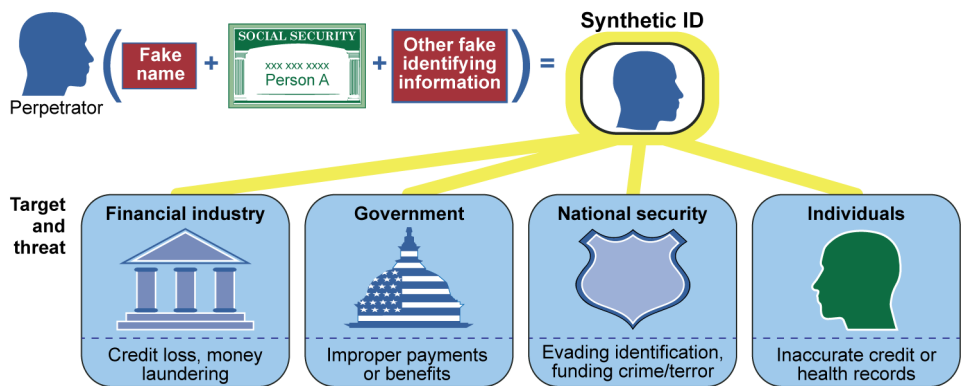 Synthetic ID
Perpetrator
Fake
name
+
SOCIAL SECURITY
xxx xxx xxxx
Person A
+
Other fake
identifying
information
=
Target
and
threat
Financial industry
Credit loss, money
laundering
Government
Improper payments
or benefits
National security
Evading identification,
funding crime/terror
Individuals
Inaccurate credit or
health records